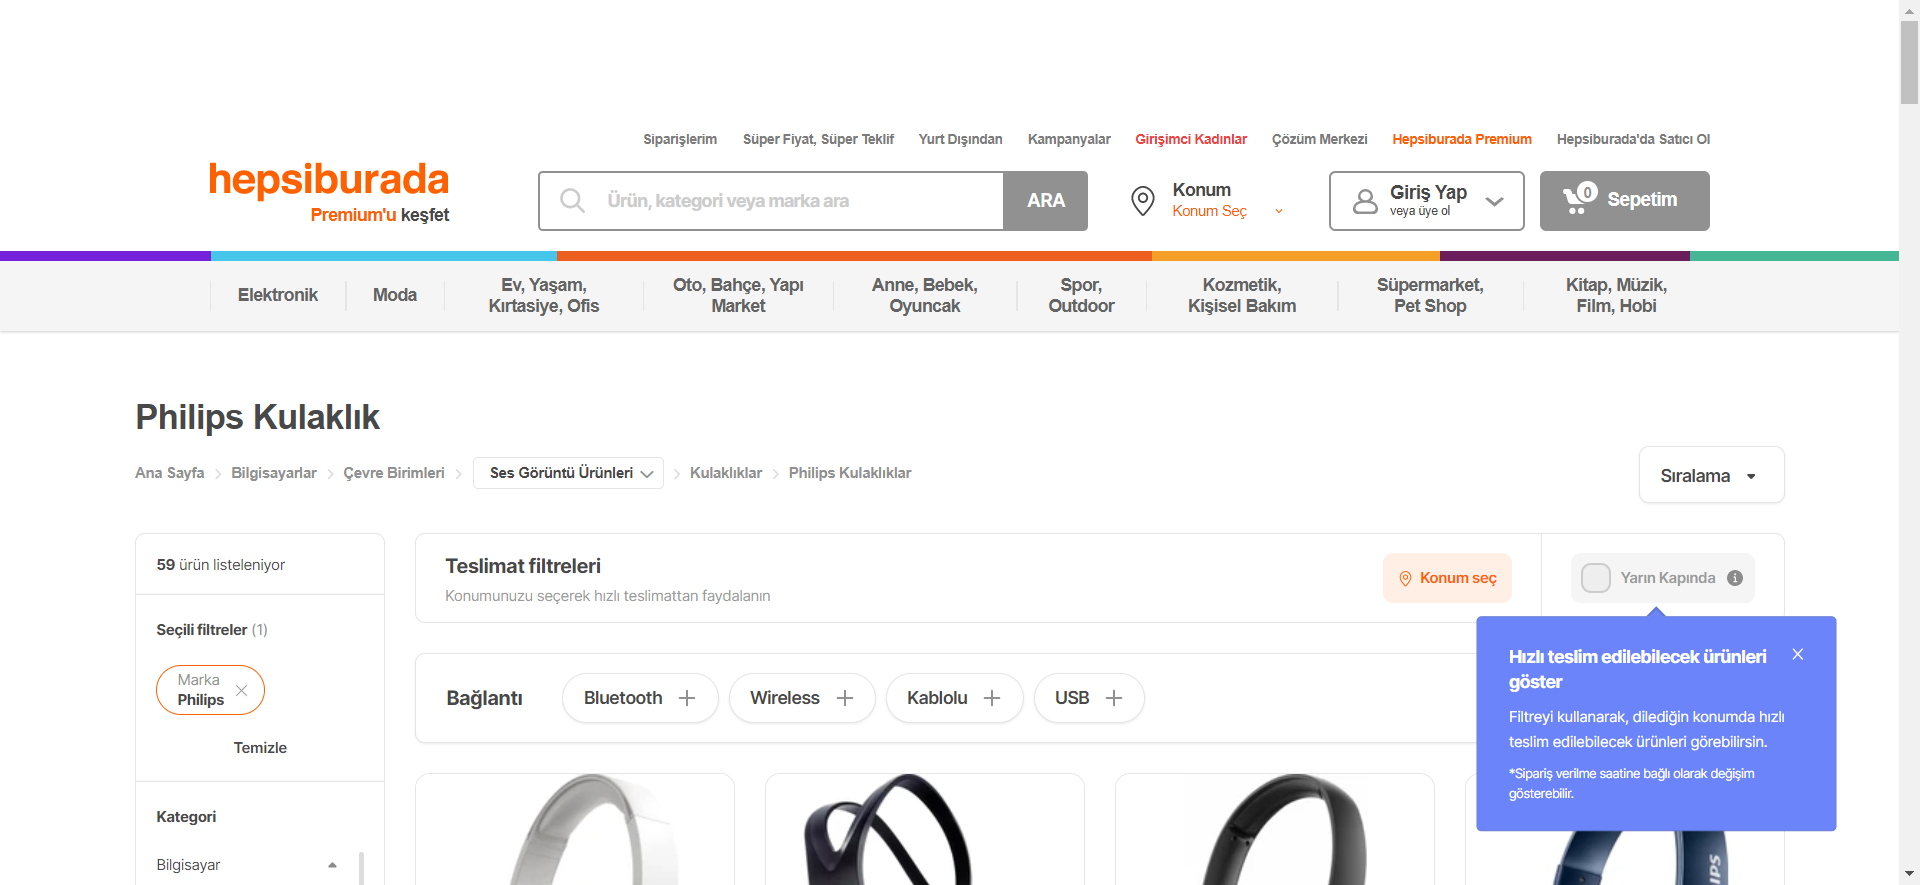 Siparişlerim
Süper Fiyat, Süper Teklif
Yurt Dışından
Kampanyalar
Girişimci Kadınlar
Çözüm Merkezi
Hepsiburada Premium
Hepsiburada'da Satıcı Ol
hepsiburada
Premium'u keşfet
Ürün, kategori veya marka ara
ARA
Konum
Konum Seç
Giriş Yap
veya üye ol
0
Sepetim
Elektronik
Moda
Ev, Yaşam,
Kırtasiye, Ofis
Oto, Bahçe, Yapı
Market
Anne, Bebek,
Oyuncak
Spor,
Outdoor
Kozmetik,
Kişisel Bakım
Süpermarket,
Pet Shop
Kitap, Müzik,
Film, Hobi
Philips Kulaklık
Ana Sayfa
Bilgisayarlar
Çevre Birimleri
Ses Görüntü Ürünleri
Kulaklıklar
Philips Kulaklıklar
Sıralama
59 ürün listeleniyor
Seçili filtreler (1)
Marka
Philips
Temizle
Kategori
Bilgisayar
Teslimat filtreleri
Konumunuzu seçerek hızlı teslimattan faydalanın
Konum seç
Yarın Kapında
Bağlantı
Bluetooth
Wireless
Kablolu
USB
Hızlı teslim edilebilecek ürünleri
göster
Filtreyi kullanarak, dilediğin konumda hızlı
teslim edilebilecek ürünleri görebilirsin.
*Sipariş verilme saatine bağlı olarak değişim
gösterebilir.